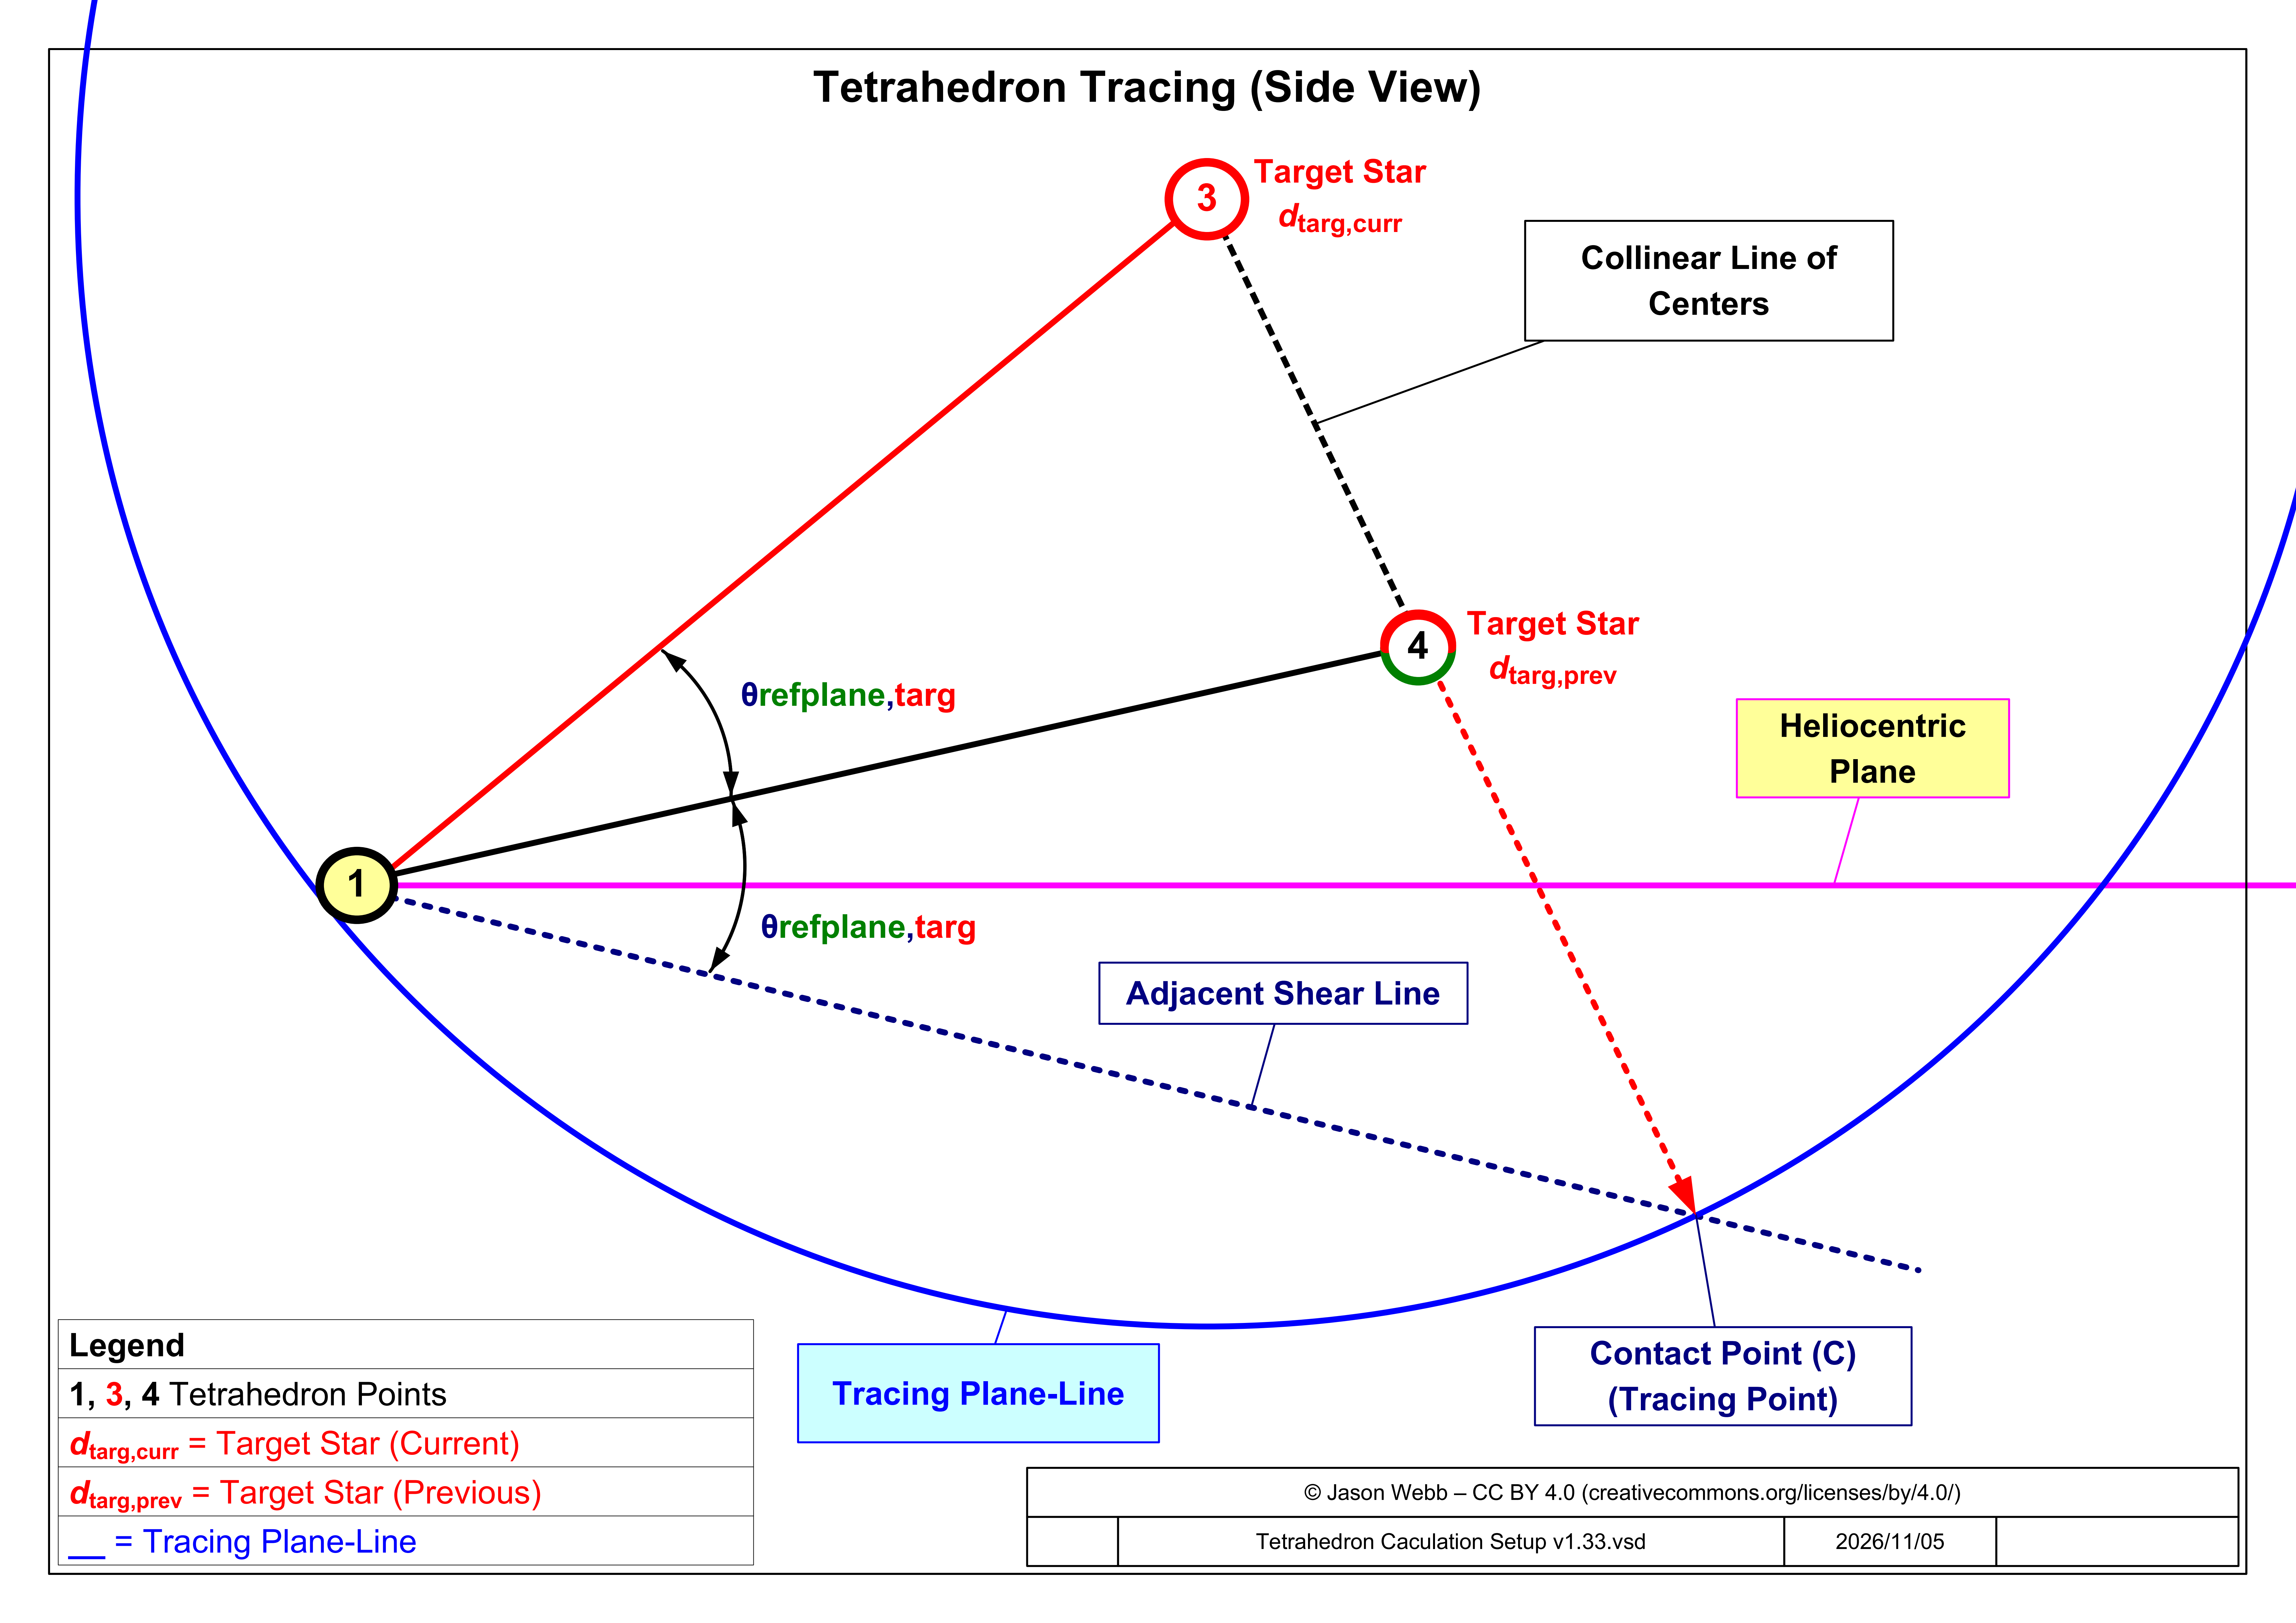 Tetrahedron Tracing (Side View)
3
Target Star
dtarg,curr
Collinear Line of
Centers
4
Target Star
dtarg,prev
θrefplane,targ
Heliocentric
Plane
1
θrefplane,targ
Adjacent Shear Line
Contact Point (C)
(Tracing Point)
Tracing Plane-Line
Legend
1, 3, 4 Tetrahedron Points
dtarg,curr = Target Star (Current)
dtarg,prev = Target Star (Previous)
__ = Tracing Plane-Line
© Jason Webb – CC BY 4.0 (creativecommons.org/licenses/by/4.0/)
Tetrahedron Caculation Setup v1.33.vsd
2026/11/05